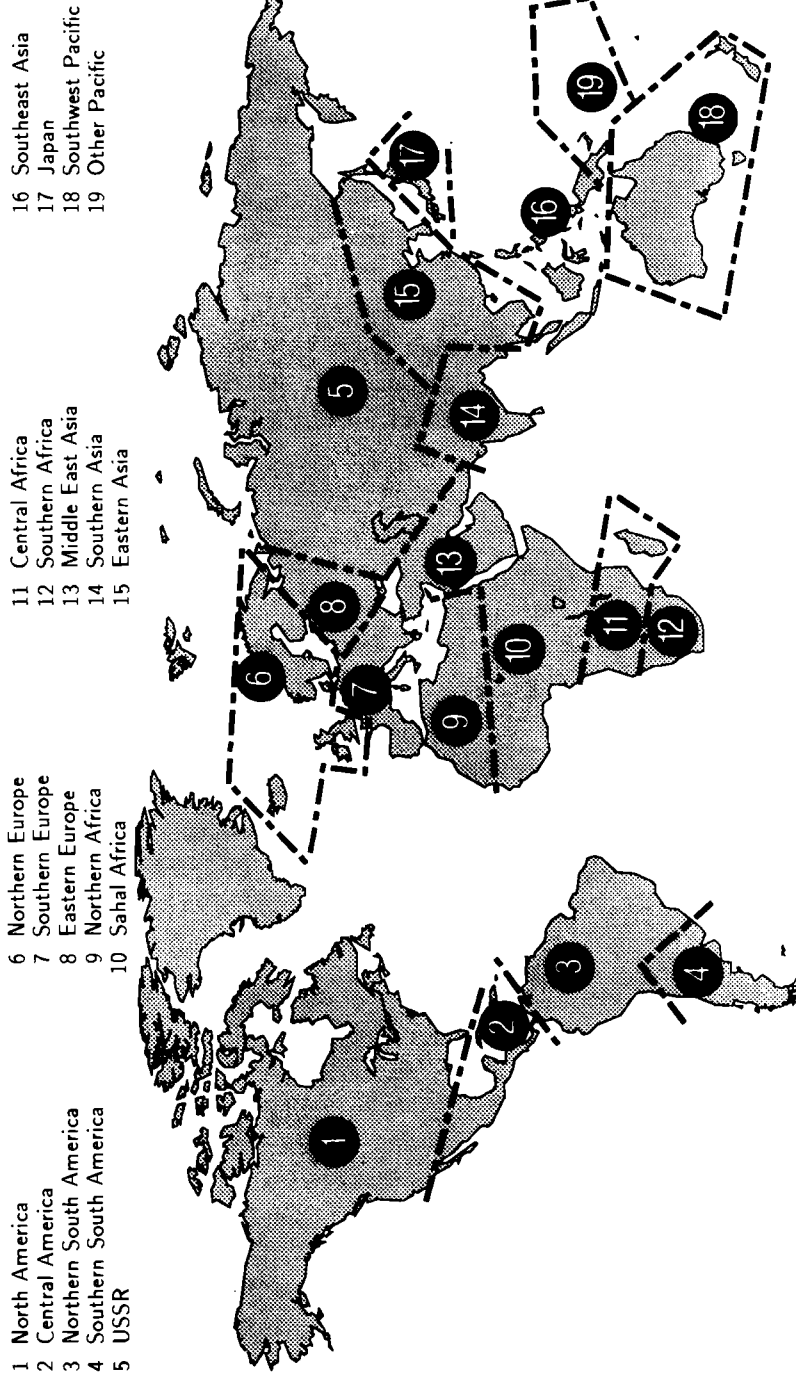 1 North America
2 Central America
3 Northern South America
4 Southern South America
5 USSR
6 Northern Europe
7 Southern Europe
8 Eastern Europe
9 Northern Africa
10 Sahal Africa
11 Central Africa
12 Southern Africa
13 Middle East Asia
14 Southern Asia
15 Eastern Asia
16 Southeast Asia
17 Japan
18 Southwest Pacific
19 Other Pacific
1
2
3
4
5
6
7
8
9
10
11
12
13
14
15
16
17
18
19